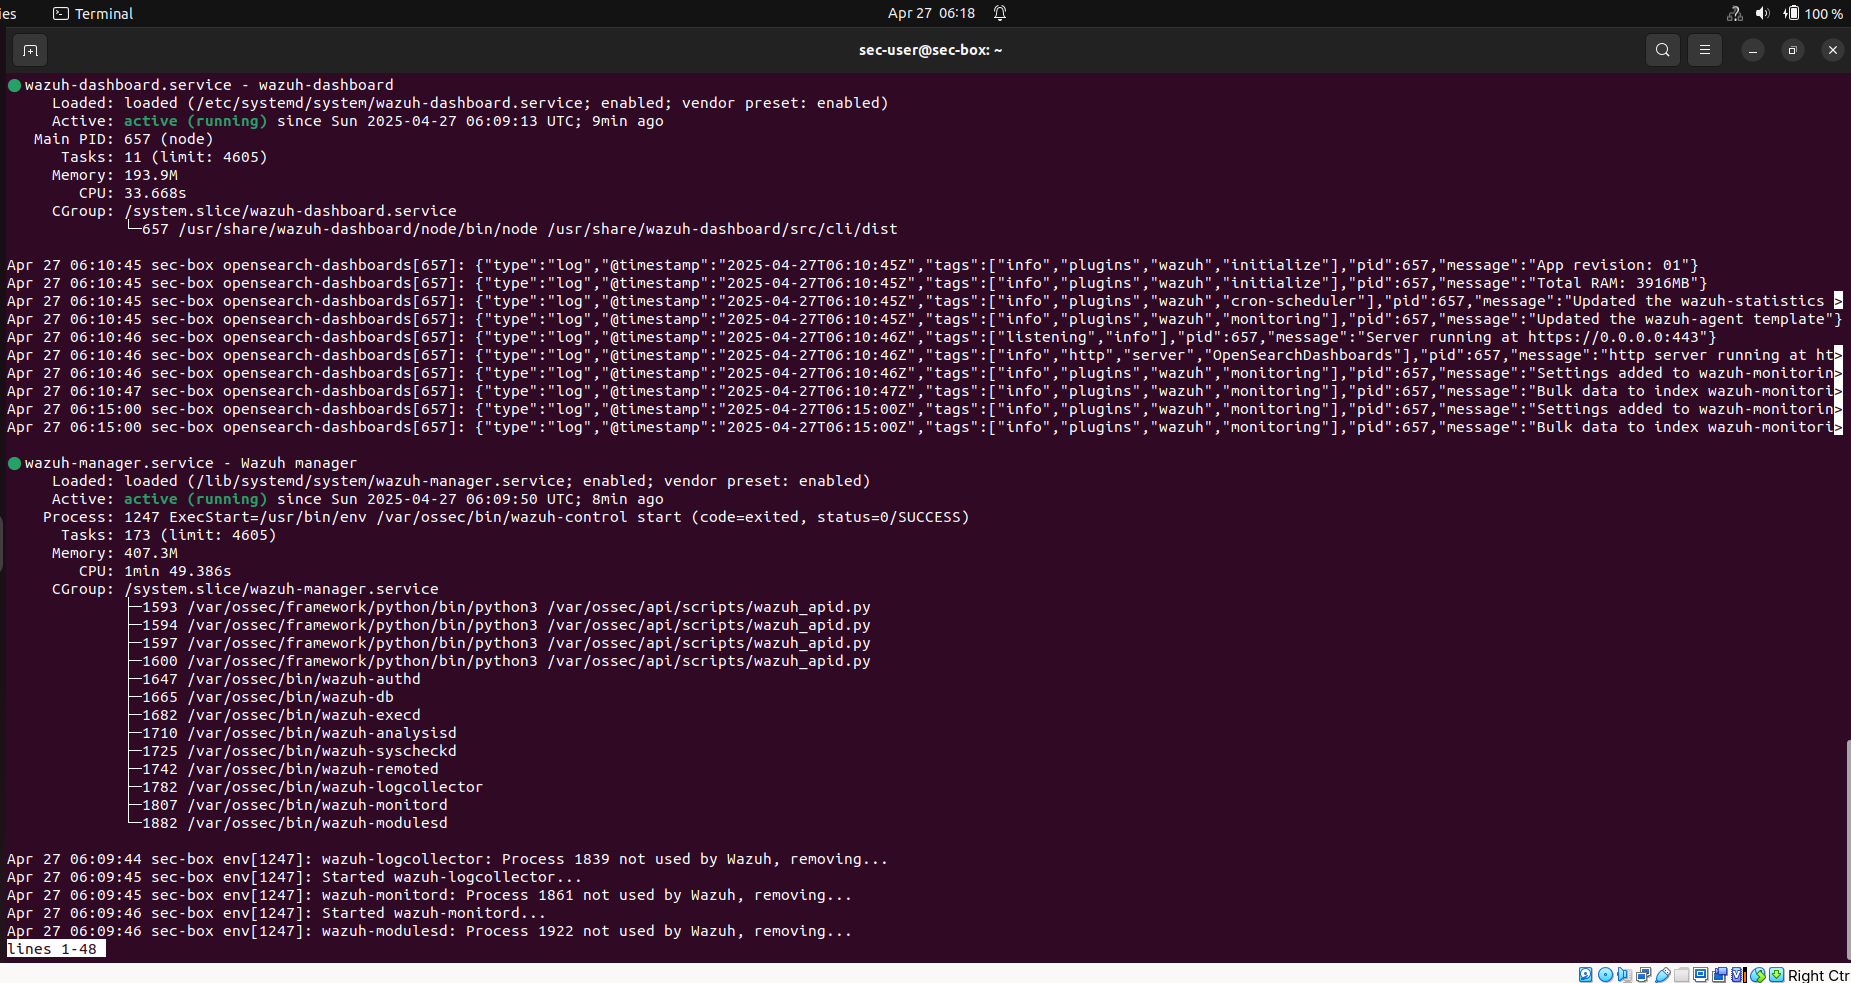 ies
Terminal
Apr 27 06:18
100 %
sec-user@sec-box: ~
wazuh-dashboard.service - wazuh-dashboard
Loaded: loaded (/etc/systemd/system/wazuh-dashboard.service; enabled; vendor preset: enabled)
Active: active (running) since Sun 2025-04-27 06:09:13 UTC; 9min ago
Main PID: 657 (node)
Tasks: 11 (limit: 4605)
Memory: 193.9M
CPU: 33.668s
CGroup: /system.slice/wazuh-dashboard.service
└─657 /usr/share/wazuh-dashboard/node/bin/node /usr/share/wazuh-dashboard/src/cli/dist
Apr 27 06:10:45 sec-box opensearch-dashboards[657]: {"type":"log","@timestamp":"2025-04-27T06:10:45Z","tags":["info","plugins","wazuh","initialize"],"pid":657,"message":"App revision: 01"}
Apr 27 06:10:45 sec-box opensearch-dashboards[657]: {"type":"log","@timestamp":"2025-04-27T06:10:45Z","tags":["info","plugins","wazuh","initialize"],"pid":657,"message":"Total RAM: 3916MB"}
Apr 27 06:10:45 sec-box opensearch-dashboards[657]: {"type":"log","@timestamp":"2025-04-27T06:10:45Z","tags":["info","plugins","wazuh","cron-scheduler"],"pid":657,"message":"Updated the wazuh-statistics >
Apr 27 06:10:45 sec-box opensearch-dashboards[657]: {"type":"log","@timestamp":"2025-04-27T06:10:45Z","tags":["info","plugins","wazuh","monitoring"],"pid":657,"message":"Updated the wazuh-agent template"}
Apr 27 06:10:46 sec-box opensearch-dashboards[657]: {"type":"log","@timestamp":"2025-04-27T06:10:46Z","tags":["listening","info"],"pid":657,"message":"Server running at https://0.0.0.0:443"}
Apr 27 06:10:46 sec-box opensearch-dashboards[657]: {"type":"log","@timestamp":"2025-04-27T06:10:46Z","tags":["info","http","server","OpenSearchDashboards"],"pid":657,"message":"http server running at ht>
Apr 27 06:10:46 sec-box opensearch-dashboards[657]: {"type":"log","@timestamp":"2025-04-27T06:10:46Z","tags":["info","plugins","wazuh","monitoring"],"pid":657,"message":"Settings added to wazuh-monitorin>
Apr 27 06:10:47 sec-box opensearch-dashboards[657]: {"type":"log","@timestamp":"2025-04-27T06:10:47Z","tags":["info","plugins","wazuh","monitoring"],"pid":657,"message":"Bulk data to index wazuh-monitori>
Apr 27 06:15:00 sec-box opensearch-dashboards[657]: {"type":"log","@timestamp":"2025-04-27T06:15:00Z","tags":["info","plugins","wazuh","monitoring"],"pid":657,"message":"Settings added to wazuh-monitorin>
Apr 27 06:15:00 sec-box opensearch-dashboards[657]: {"type":"log","@timestamp":"2025-04-27T06:15:00Z","tags":["info","plugins","wazuh","monitoring"],"pid":657,"message":"Bulk data to index wazuh-monitori>
wazuh-manager.service - Wazuh manager
Loaded: loaded (/lib/systemd/system/wazuh-manager.service; enabled; vendor preset: enabled)
Active: active (running) since Sun 2025-04-27 06:09:50 UTC; 8min ago
Process: 1247 ExecStart=/usr/bin/env /var/ossec/bin/wazuh-control start (code=exited, status=0/SUCCESS)
Tasks: 173 (limit: 4605)
Memory: 407.3M
CPU: 1min 49.386s
CGroup: /system.slice/wazuh-manager.service
├─1593 /var/ossec/framework/python/bin/python3 /var/ossec/api/scripts/wazuh_apid.py
├─1594 /var/ossec/framework/python/bin/python3 /var/ossec/api/scripts/wazuh_apid.py
├─1597 /var/ossec/framework/python/bin/python3 /var/ossec/api/scripts/wazuh_apid.py
├─1600 /var/ossec/framework/python/bin/python3 /var/ossec/api/scripts/wazuh_apid.py
├─1647 /var/ossec/bin/wazuh-authd
├─1665 /var/ossec/bin/wazuh-db
├─1682 /var/ossec/bin/wazuh-execd
├─1710 /var/ossec/bin/wazuh-analysisd
├─1725 /var/ossec/bin/wazuh-syscheckd
├─1742 /var/ossec/bin/wazuh-remoted
├─1782 /var/ossec/bin/wazuh-logcollector
├─1807 /var/ossec/bin/wazuh-monitord
└─1882 /var/ossec/bin/wazuh-modulesd
Apr 27 06:09:44 sec-box env[1247]: wazuh-logcollector: Process 1839 not used by Wazuh, removing...
Apr 27 06:09:45 sec-box env[1247]: Started wazuh-logcollector...
Apr 27 06:09:45 sec-box env[1247]: wazuh-monitord: Process 1861 not used by Wazuh, removing...
Apr 27 06:09:46 sec-box env[1247]: Started wazuh-monitord...
Apr 27 06:09:46 sec-box env[1247]: wazuh-modulesd: Process 1922 not used by Wazuh, removing...
lines 1-48
Right Ctr